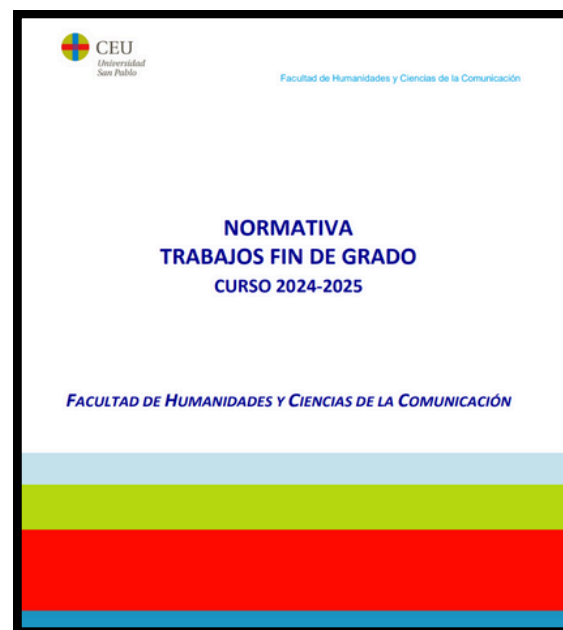 CEU
Universidad
San Pablo
Facultad de Humanidades y Ciencias de la Comunicación
NORMATIVA
TRABAJOS FIN DE GRADO
CURSO 2024-2025
FACULTAD DE HUMANIDADES Y CIENCIAS DE LA COMUNICACIÓN